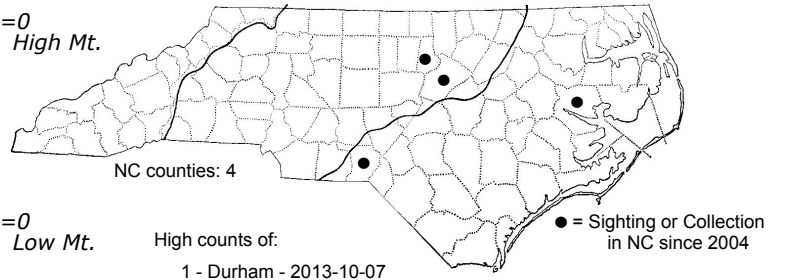 =0
High Mt.
NC counties: 4
=0
Low Mt.
High counts of:
1 - Durham - 2013-10-07
● = Sighting or Collection
in NC since 2004